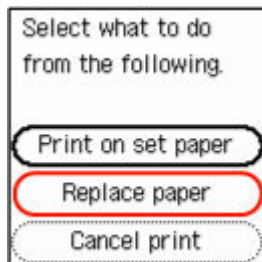 Select what to do
from the following.
Print on set paper
Replace paper
Cancel print